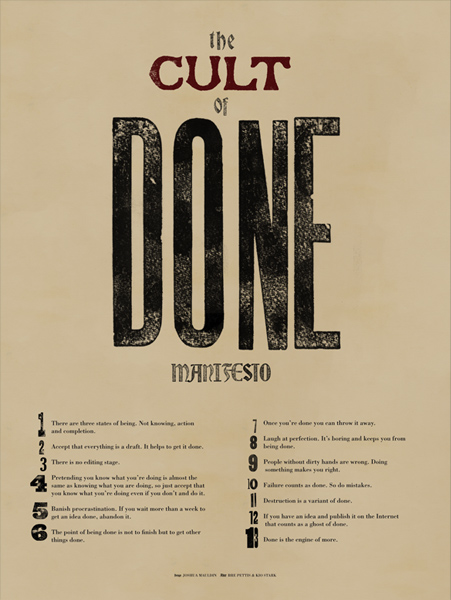 the
CULT
of
DONE
MANIFESTO
1 There are three states of being. Not knowing, action
and completion.
2 Accept that everything is a draft. It helps to get it done.
3 There is no editing stage.
4 Pretending you know what you're doing is almost the
same as knowing what you are doing, so just accept that
you know what you're doing even if you don't and do it.
5 Banish procrastination. If you wait more than a week to
get an idea done, abandon it.
6 The point of being done is not to finish but to get other
things done.
7 Once you're done you can throw it away.
8 Laugh at perfection. It's boring and keeps you from
being done.
9 People without dirty hands are wrong. Doing
something makes you right.
10 Failure counts as done. So do mistakes.
11 Destruction is a variant of done.
12 If you have an idea and publish it on the Internet
that counts as a ghost of done.
13 Done is the engine of more.
JOSHUA MAULDIN BRE PETTIS & KIO STARK